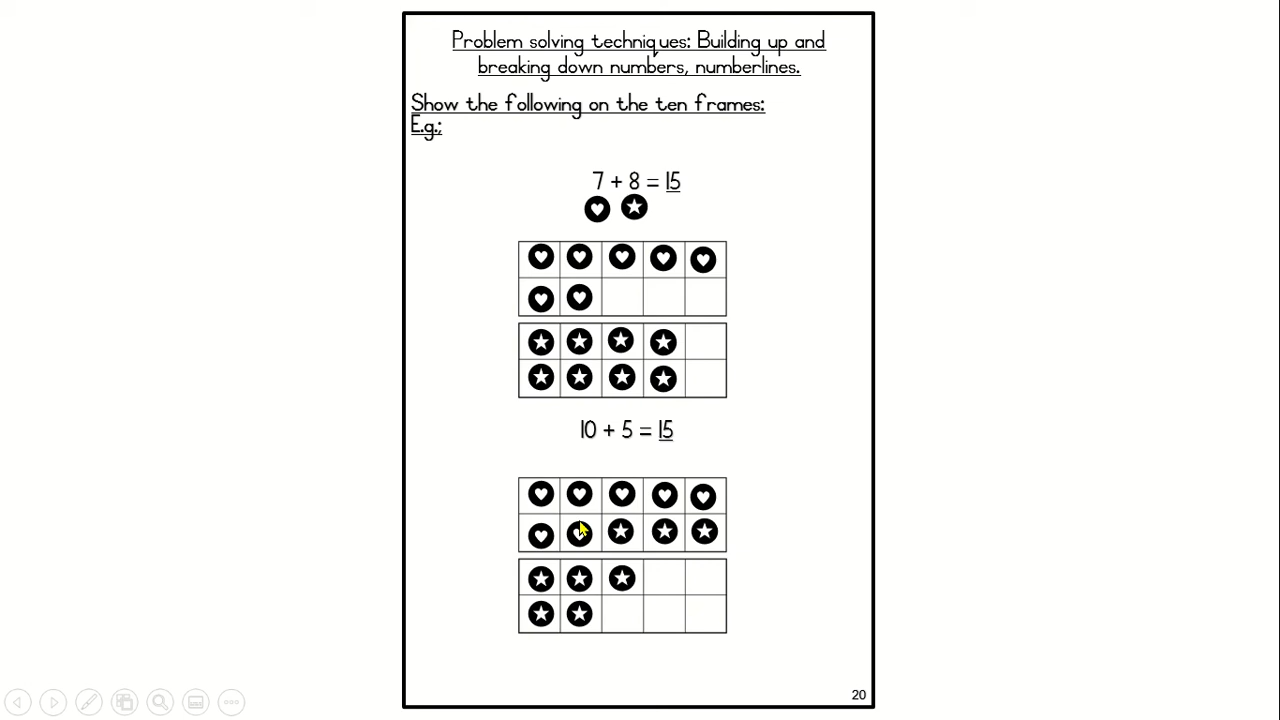 Problem solving techniques: Building up and
breaking down numbers, numberlines.
Show the following on the ten frames:
E.g.;
7 + 8 = 15
10 + 5 = 15
20